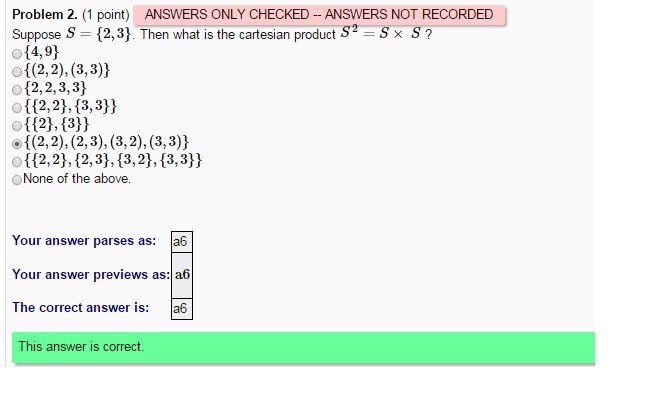 Problem 2. (1 point) ANSWERS ONLY CHECKED -- ANSWERS NOT RECORDED
Suppose S = {2,3}. Then what is the cartesian product S² = S × S ?
{4,9}
{(2,2),(3,3)}
{2,2,3,3}
{{2,2},{3,3}}
{{2},{3}}
{(2,2),(2,3),(3,2),(3,3)}
{{2,2},{2,3},{3,2},{3,3}}
None of the above.
Your answer parses as: a6
Your answer previews as: a6
The correct answer is: a6
This answer is correct.